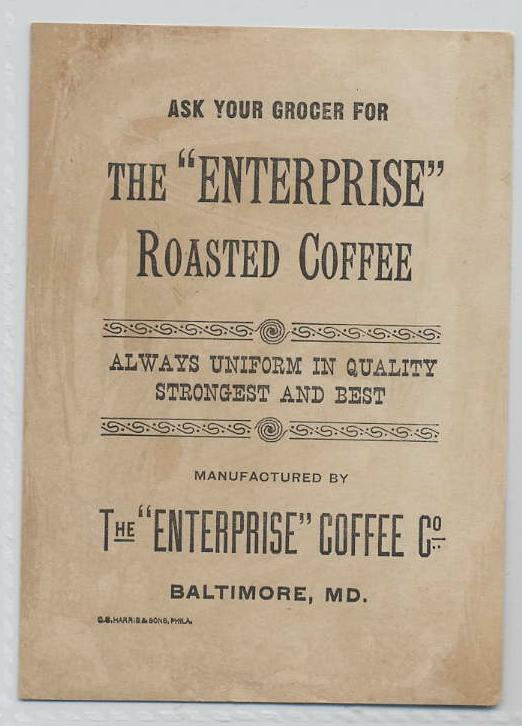 ASK YOUR GROCER FOR
THE "ENTERPRISE"
ROASTED COFFEE
ALWAYS UNIFORM IN QUALITY
STRONGEST AND BEST
MANUFACTURED BY
THE "ENTERPRISE" COFFEE Co
BALTIMORE, MD.
G.S. HARRIS & SONS, PHILA.